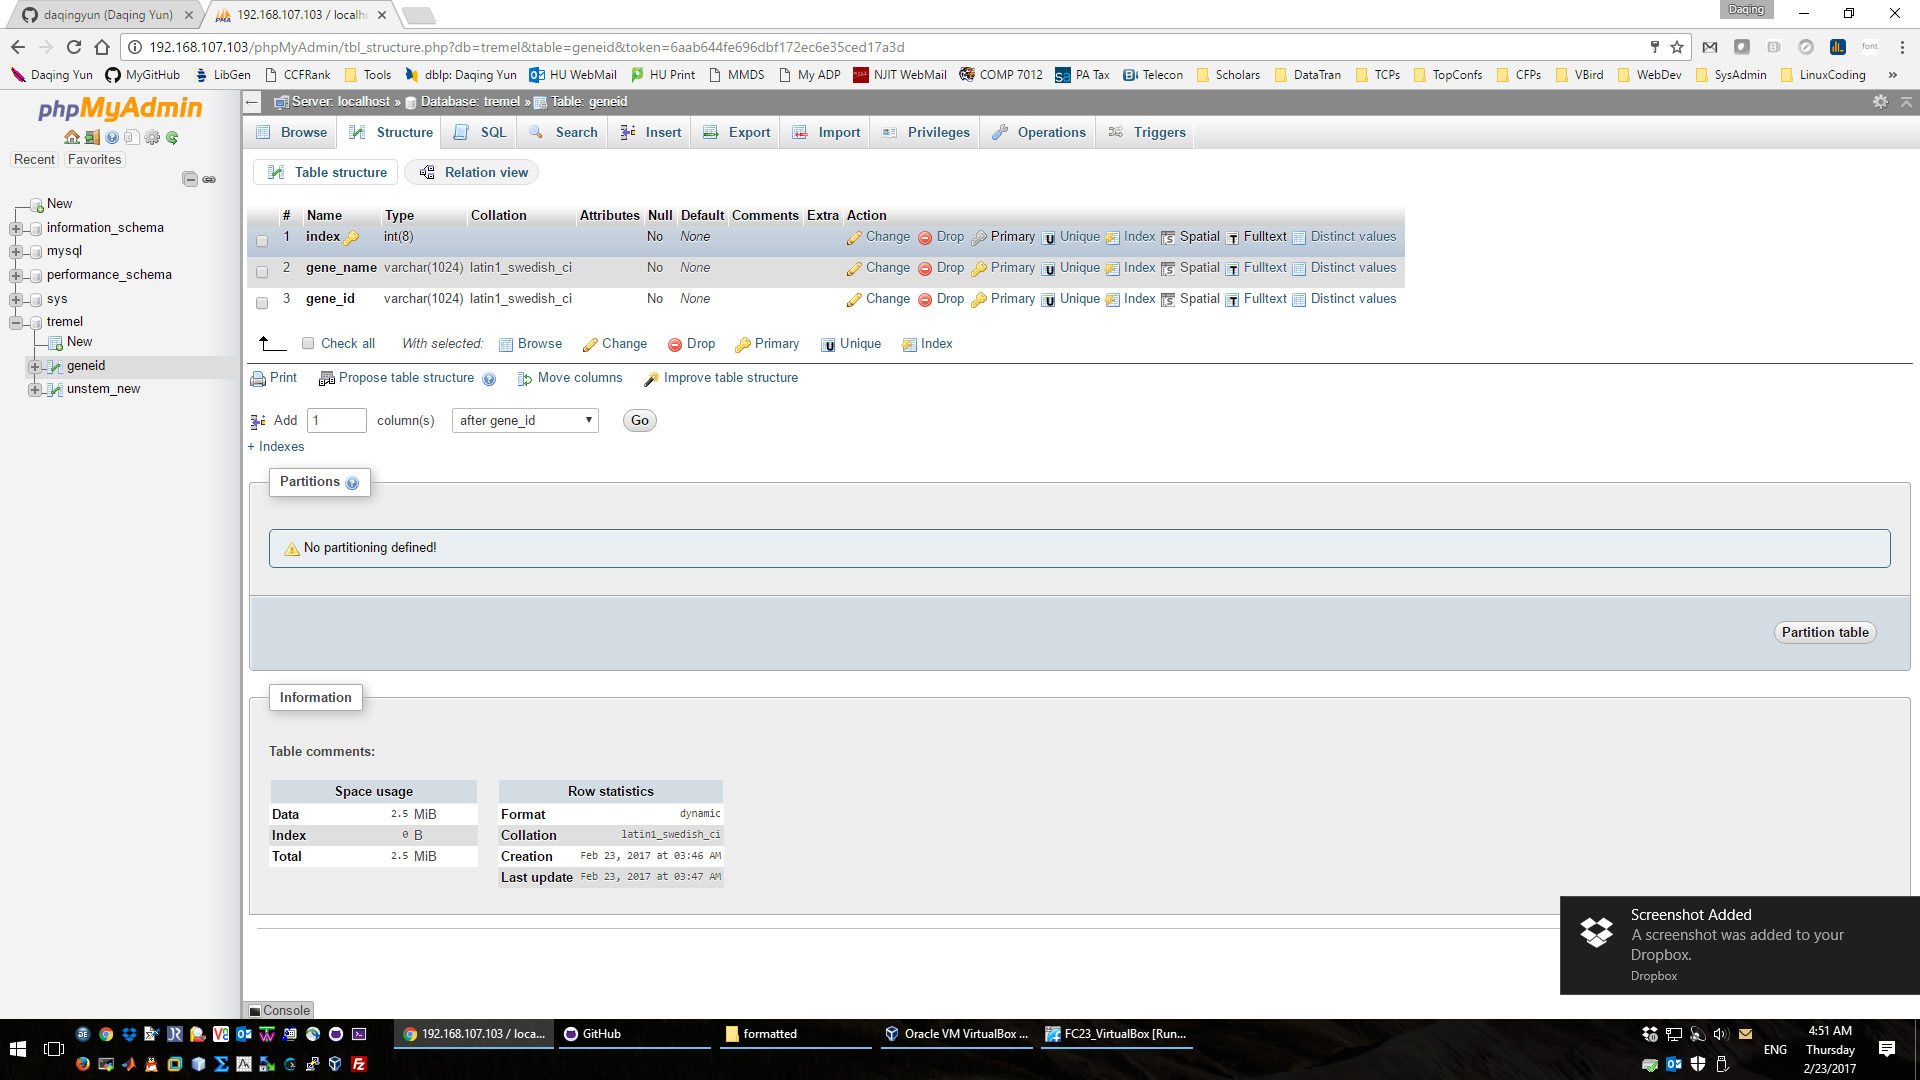 daqingyun (Daqing Yun)
192.168.107.103 / localh
Daqing
192.168.107.103/phpMyAdmin/tbl_structure.php?db=tremel&table=geneid&token=6aab644fe696dbf172ec6e35ced17a3d
font
Daqing Yun MyGitHub LibGen CCFRank Tools dblp: Daqing Yun HU WebMail HU Print MMDS My ADP NJIT WebMail COMP 7012 PA Tax Telecon Scholars DataTran TCPs TopConfs CFPs VBird WebDev SysAdmin LinuxCoding »
phpMyAdmin
Recent Favorites
New
information_schema
mysql
performance_schema
sys
tremel
New
geneid
unstem_new
Server: localhost » Database: tremel » Table: geneid
Browse Structure SQL Search Insert Export Import Privileges Operations Triggers
Table structure Relation view
# Name Type Collation Attributes Null Default Comments Extra Action
1 index int(8) No None Change Drop Primary Unique Index Spatial Fulltext Distinct values
2 gene_name varchar(1024) latin1_swedish_ci No None Change Drop Primary Unique Index Spatial Fulltext Distinct values
3 gene_id varchar(1024) latin1_swedish_ci No None Change Drop Primary Unique Index Spatial Fulltext Distinct values
Check all With selected: Browse Change Drop Primary Unique Index
Print Propose table structure Move columns Improve table structure
Add 1 column(s) after gene_id Go
+ Indexes
Partitions
No partitioning defined!
Partition table
Information
Table comments:
Space usage
Data 2.5 MiB
Index 0 B
Total 2.5 MiB
Row statistics
Format dynamic
Collation latin1_swedish_ci
Creation Feb 23, 2017 at 03:46 AM
Last update Feb 23, 2017 at 03:47 AM
Screenshot Added
A screenshot was added to your
Dropbox.
Dropbox
Console
192.168.107.103 / loca...
GitHub
formatted
Oracle VM VirtualBox ...
FC23_VirtualBox [Run...
ENG
4:51 AM
Thursday
2/23/2017